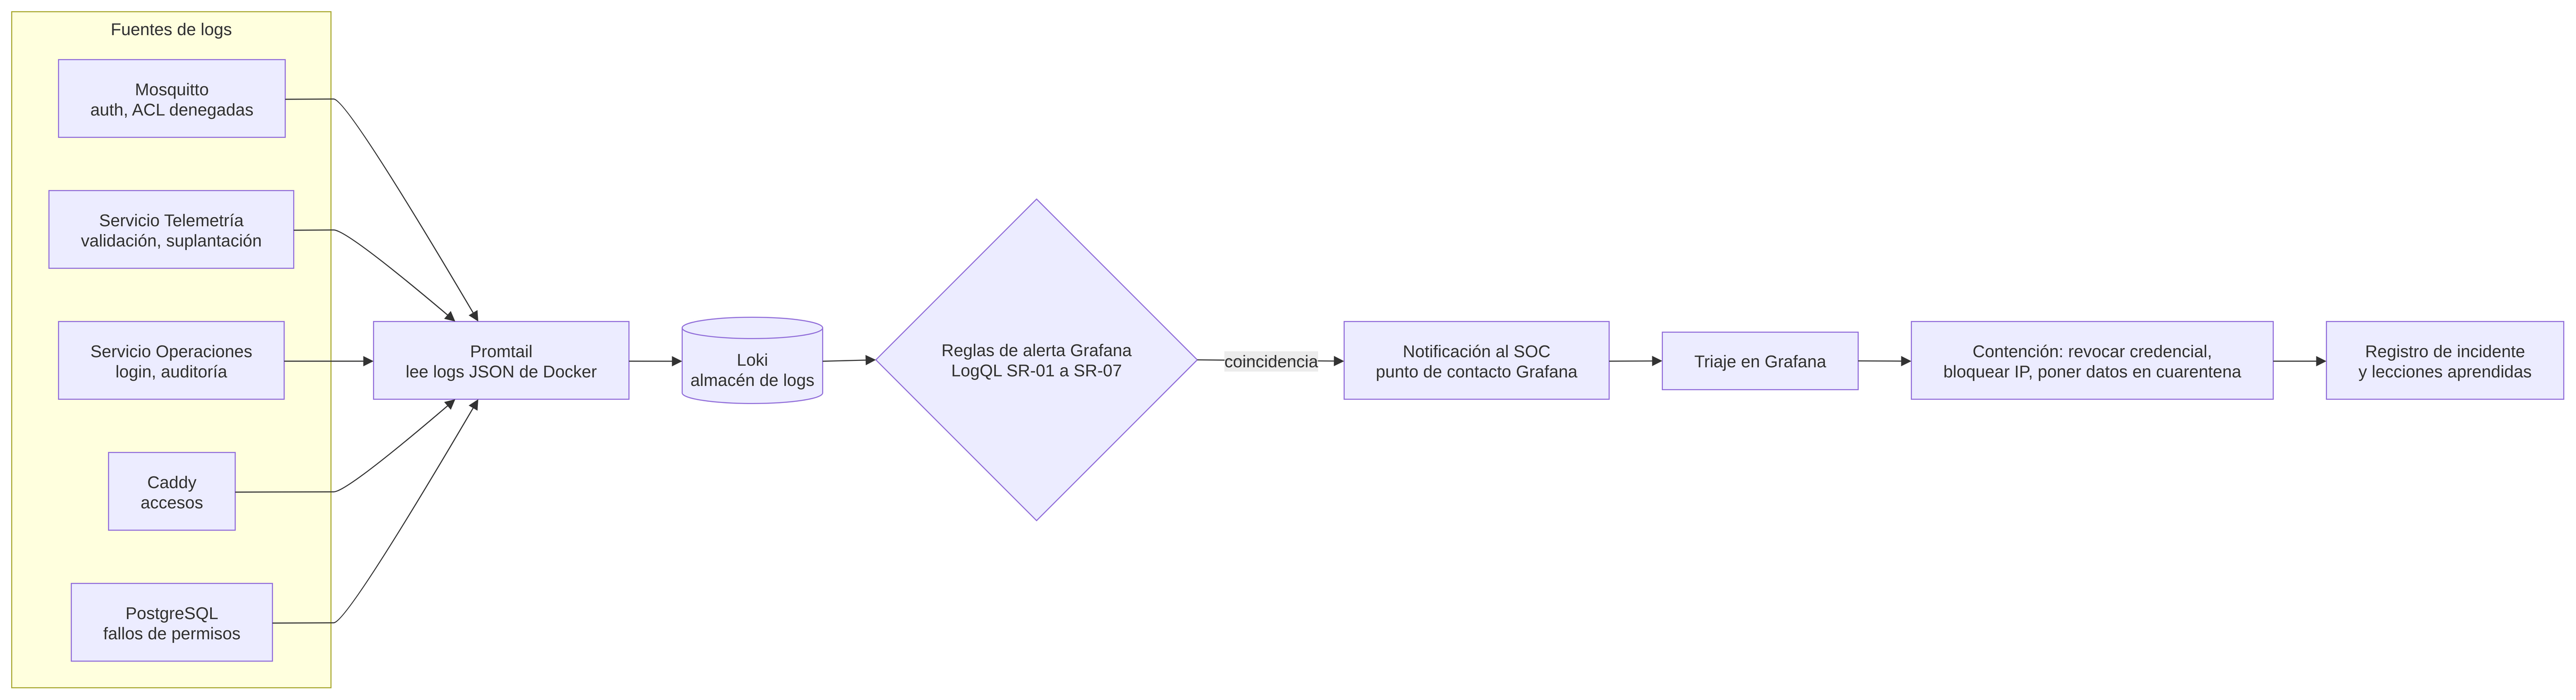 Fuentes de logs
Mosquitto
auth, ACL denegadas
Servicio Telemetría
validación, suplantación
Servicio Operaciones
login, auditoría
Caddy
accesos
PostgreSQL
fallos de permisos
Promtail
lee logs JSON de Docker
Loki
almacén de logs
Reglas de alerta Grafana
LogQL SR-01 a SR-07
coincidencia
Notificación al SOC
punto de contacto Grafana
Triaje en Grafana
Contención: revocar credencial,
bloquear IP, poner datos en cuarentena
Registro de incidente
y lecciones aprendidas